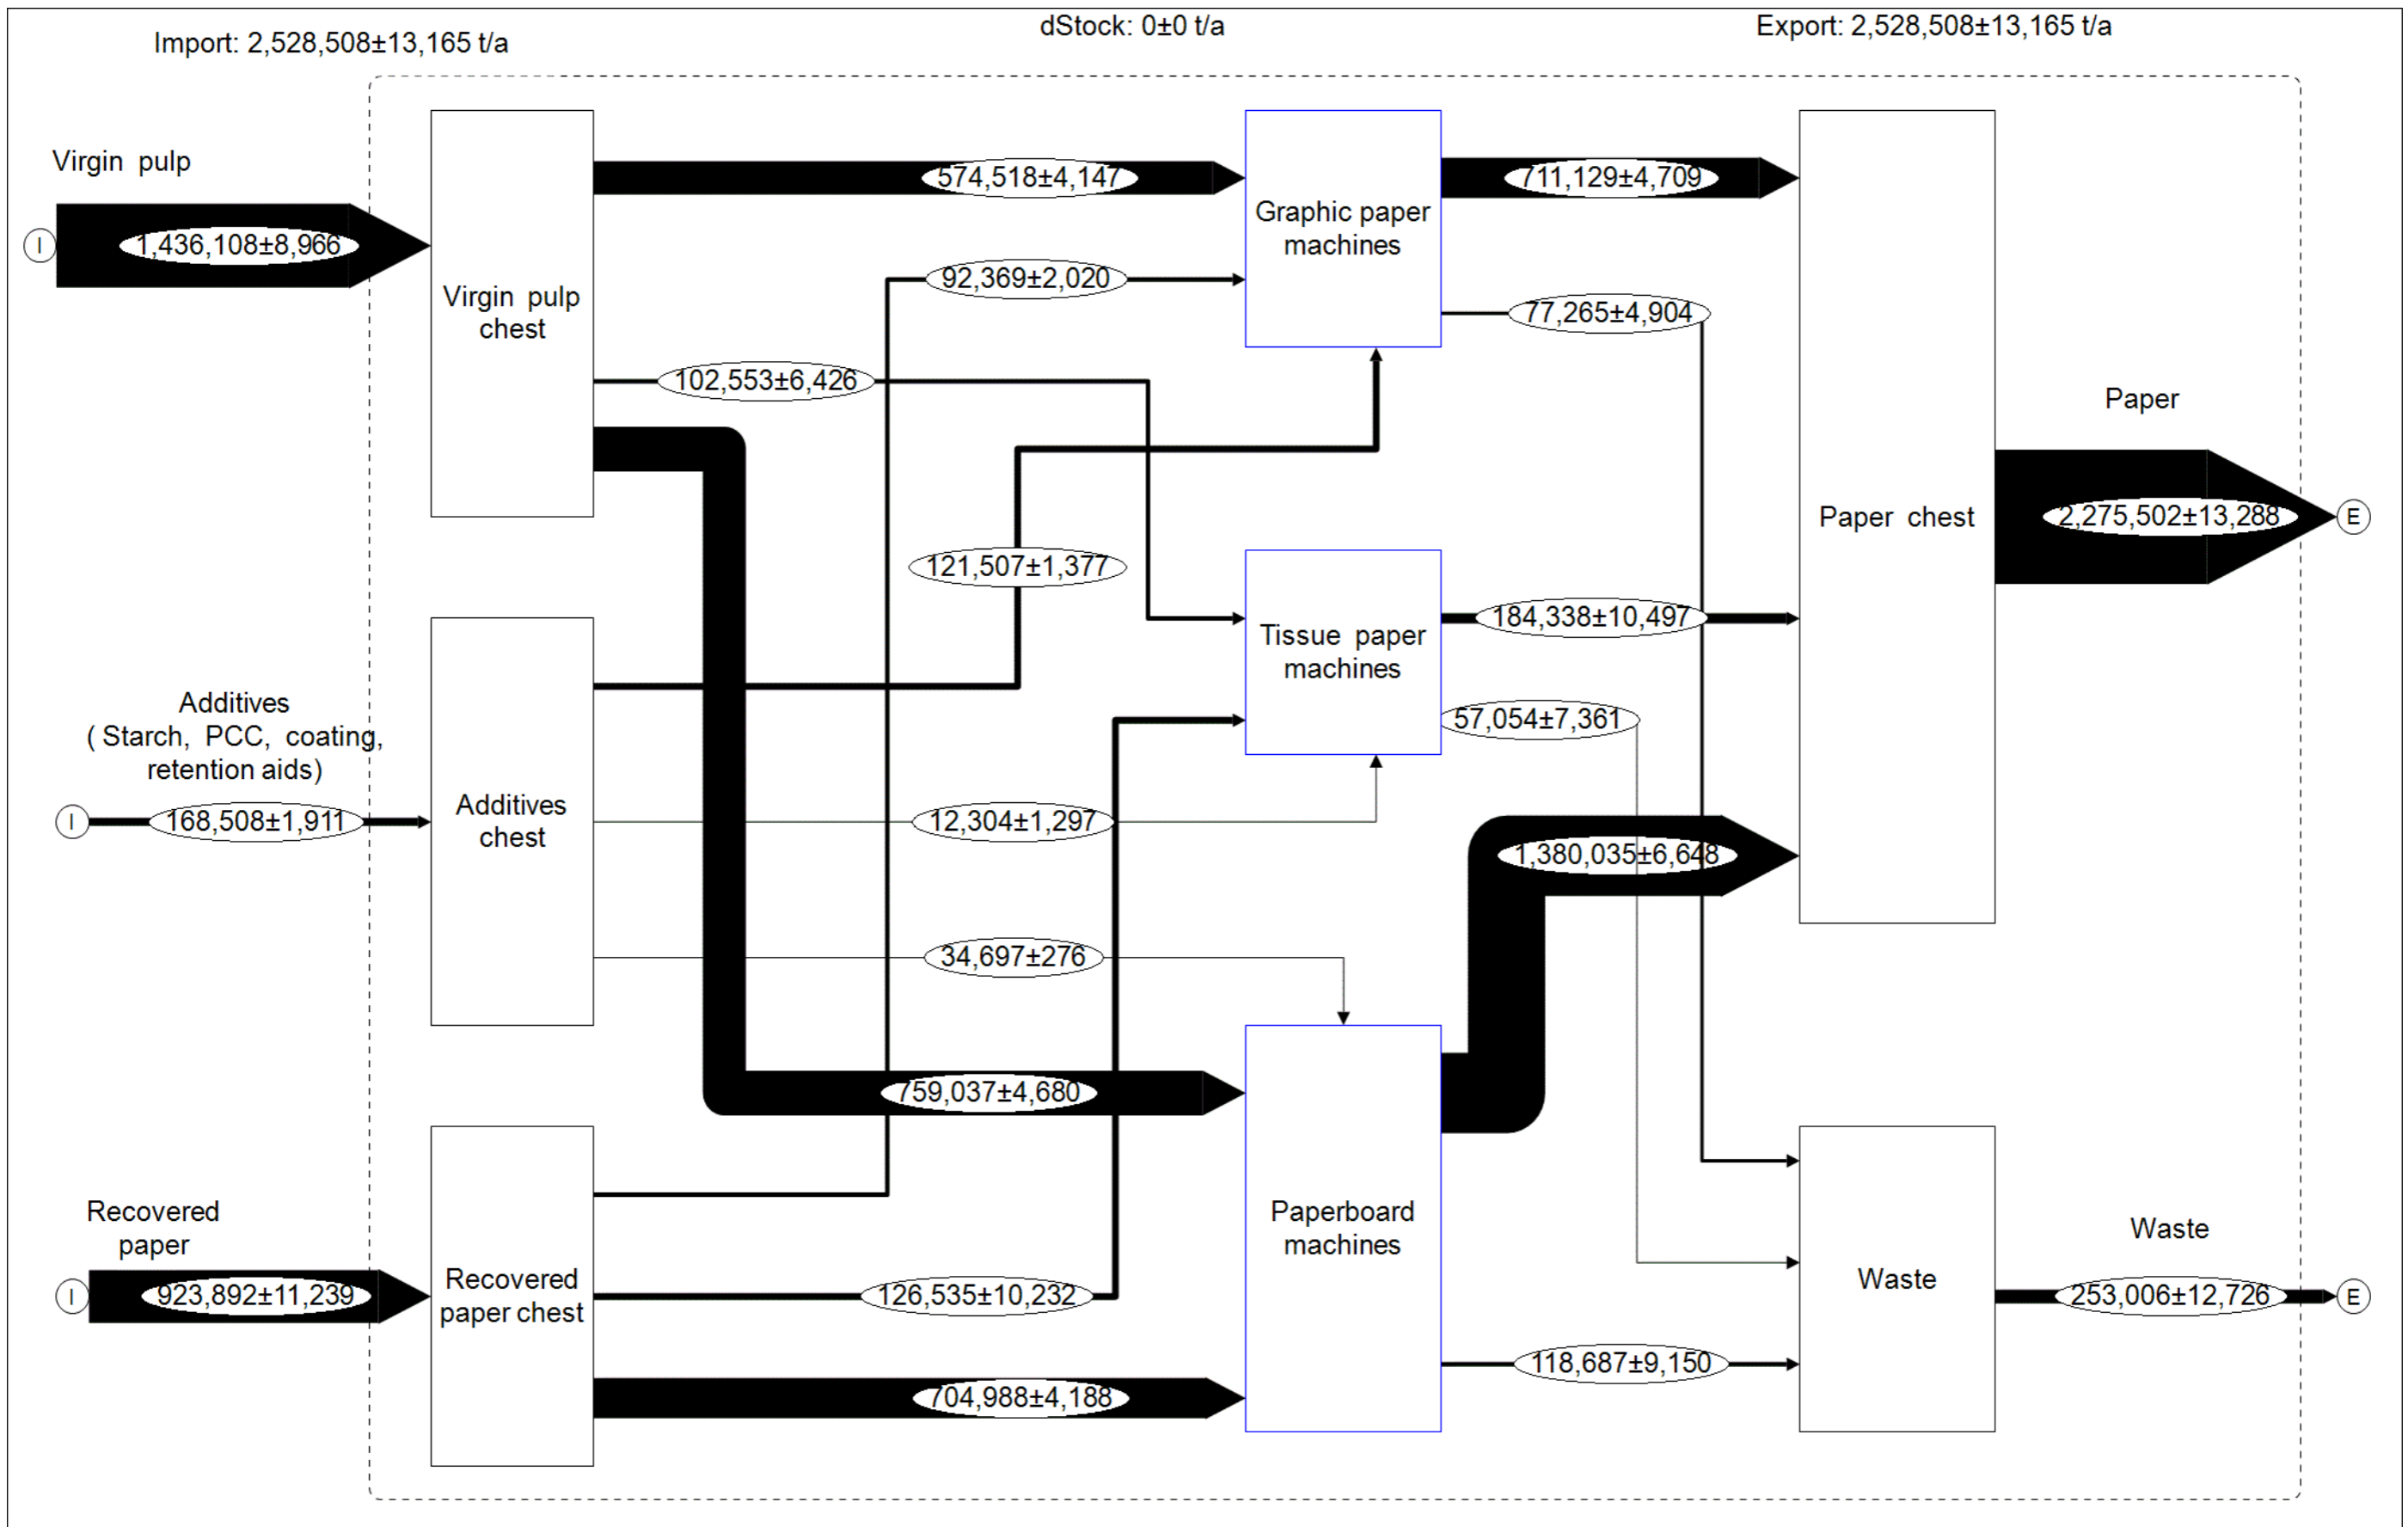 Import: 2,528,508±13,165 t/a
dStock: 0±0 t/a
Export: 2,528,508±13,165 t/a
Virgin pulp
I
1,436,108±8,966
Virgin pulp
chest
574,518±4,147
92,369±2,020
102,553±6,426
121,507±1,377
Graphic paper
machines
711,129±4,709
77,265±4,904
Paper chest
Paper
2,275,502±13,288
E
Tissue paper
machines
184,338±10,497
57,054±7,361
Additives
( Starch, PCC, coating,
retention aids)
I
168,508±1,911
Additives
chest
12,304±1,297
34,697±276
1,380,035±6,648
759,037±4,680
Recovered
paper
I
923,892±11,239
Recovered
paper chest
126,535±10,232
704,988±4,188
Paperboard
machines
118,687±9,150
Waste
Waste
253,006±12,726
E